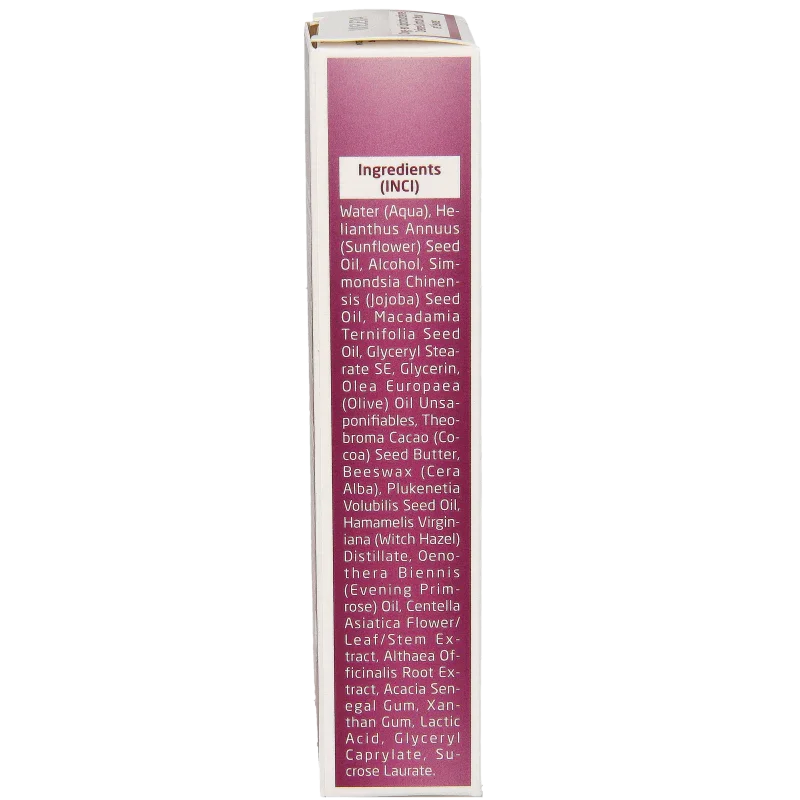 Ingredients
(INCI)
Water (Aqua), He-
lianthus Annuus
(Sunflower) Seed
Oil, Alcohol, Sim-
mondsia Chinen-
sis (Jojoba) Seed
Oil, Macadamia
Ternifolia Seed
Oil, Glyceryl Stea-
rate SE, Glycerin,
Olea Europaea
(Olive) Oil Unsa-
ponifiables, Theo-
broma Cacao (Co-
coa) Seed Butter,
Beeswax (Cera
Alba), Plukenetia
Volubilis Seed Oil,
Hamamelis Virgin-
iana (Witch Hazel)
Distillate, Oeno-
thera Biennis
(Evening Prim-
rose) Oil, Centella
Asiatica Flower/
Leaf/Stem Ex-
tract, Althaea Of-
ficinalis Root Ex-
tract, Acacia Sen-
egal Gum, Xan-
than Gum, Lactic
Acid, Glyceryl
Caprylate, Su-
crose Laurate.